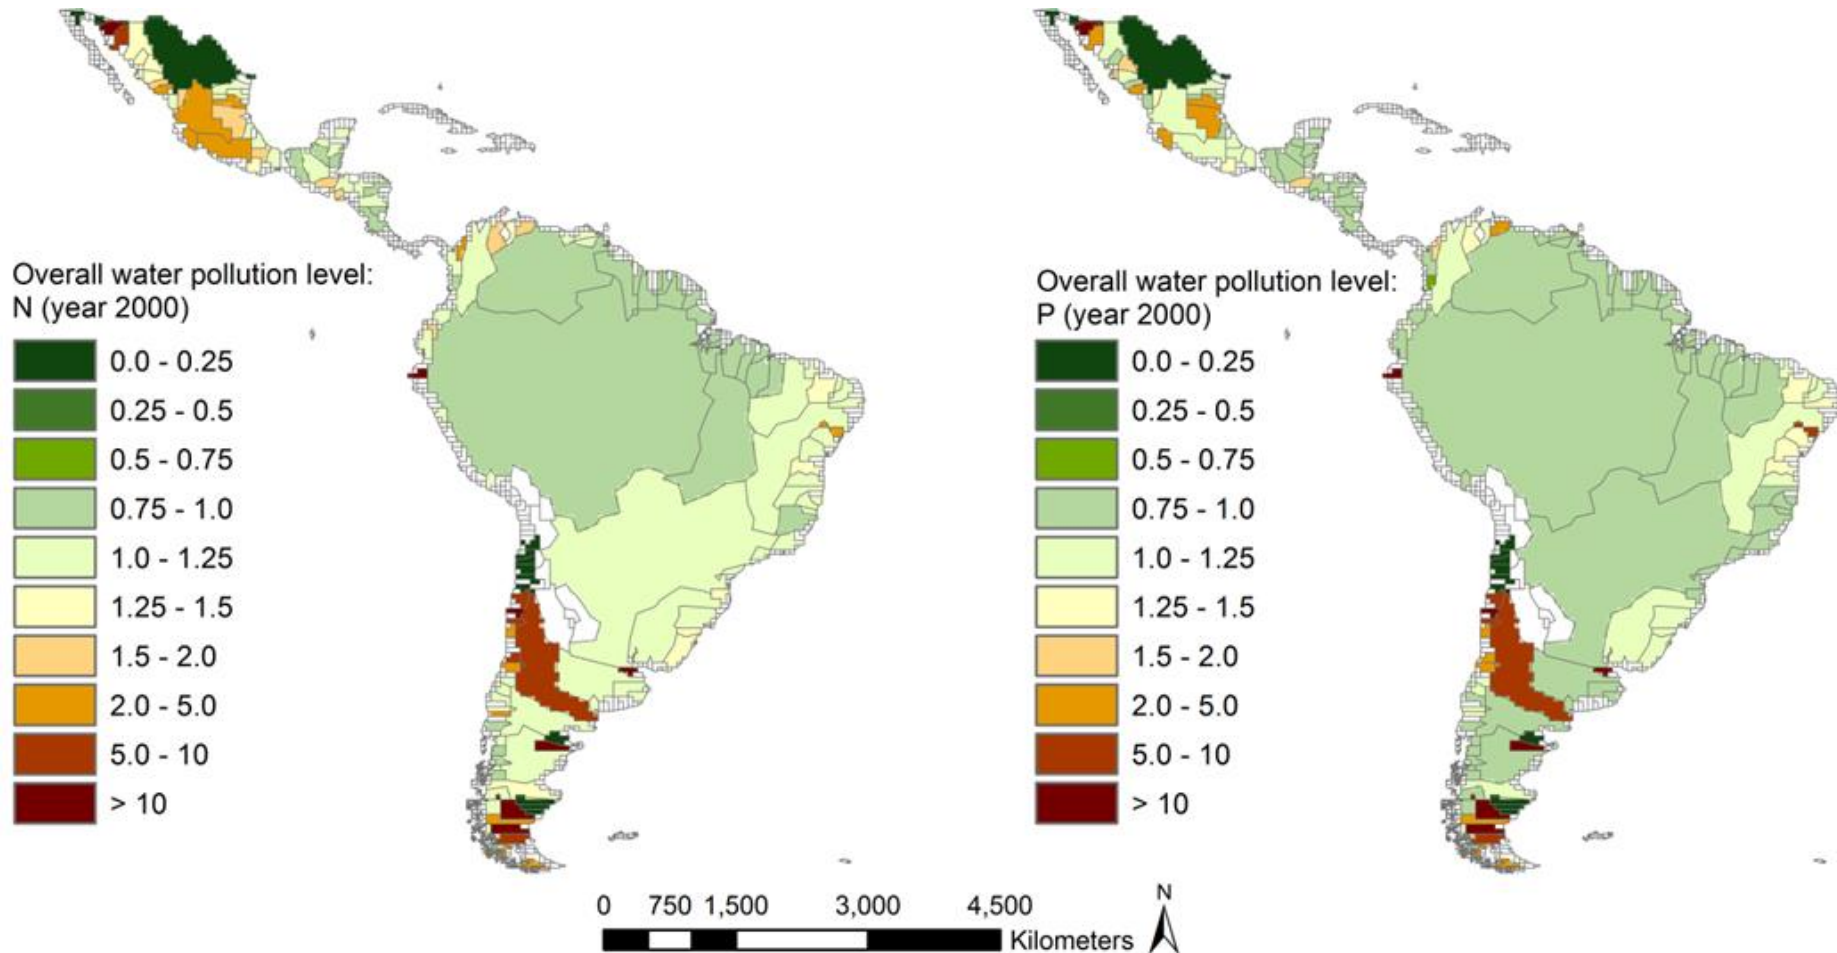 Overall water pollution level:
N (year 2000)
0.0 - 0.25
0.25 - 0.5
0.5 - 0.75
0.75 - 1.0
1.0 - 1.25
1.25 - 1.5
1.5 - 2.0
2.0 - 5.0
5.0 - 10
> 10
Overall water pollution level:
P (year 2000)
0.0 - 0.25
0.25 - 0.5
0.5 - 0.75
0.75 - 1.0
1.0 - 1.25
1.25 - 1.5
1.5 - 2.0
2.0 - 5.0
5.0 - 10
> 10
0 750 1,500 3,000 4,500
Kilometers
N